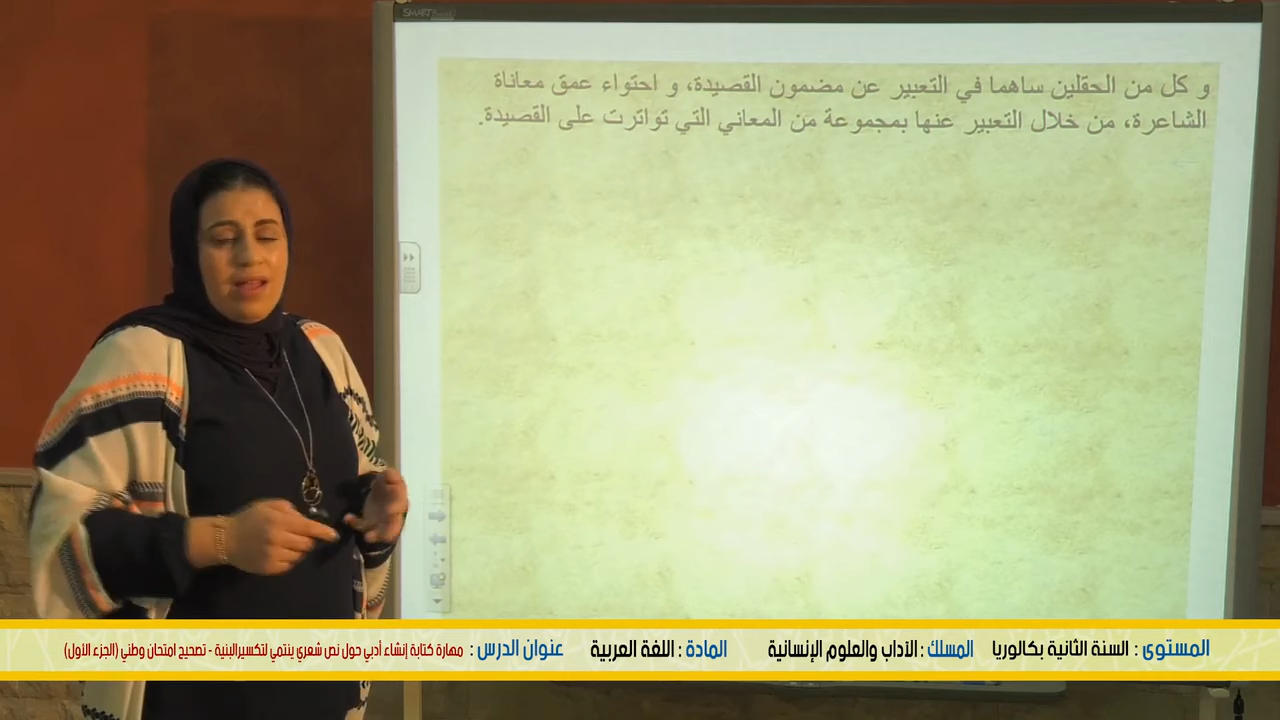 SMART
و كل من الحقلين ساهما في التعبير عن مضمون القصيدة، و احتواء عمق معاناة
الشاعرة، من خلال التعبير عنها بمجموعة من المعاني التي تواترت على القصيدة.
المستوى : السنة الثانية بكالوريا المسلك : الآداب والعلوم الإنسانية المادة : اللغة العربية عنوان الدرس : مهارة كتابة إنشاء أدبي حول نص شعري ينتمي لتكسيرالبنية - تصحيح امتحان وطني (الجزء الأول)